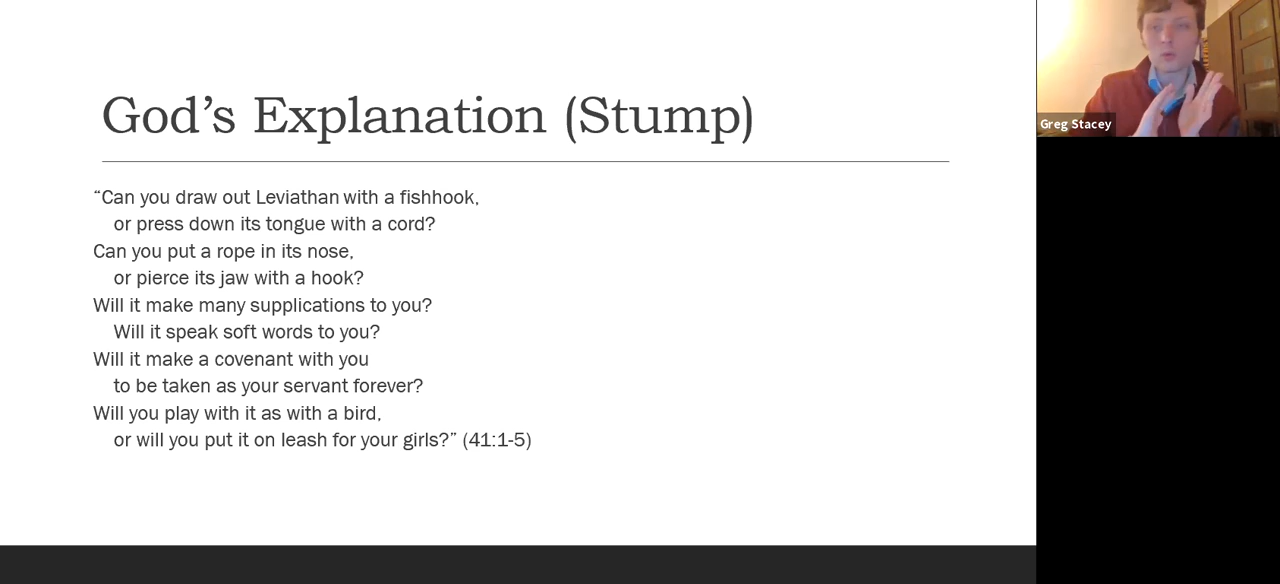 God’s Explanation (Stump)
“Can you draw out Leviathan with a fishhook,
or press down its tongue with a cord?
Can you put a rope in its nose,
or pierce its jaw with a hook?
Will it make many supplications to you?
Will it speak soft words to you?
Will it make a covenant with you
to be taken as your servant forever?
Will you play with it as with a bird,
or will you put it on leash for your girls?” (41:1-5)
Greg Stacey